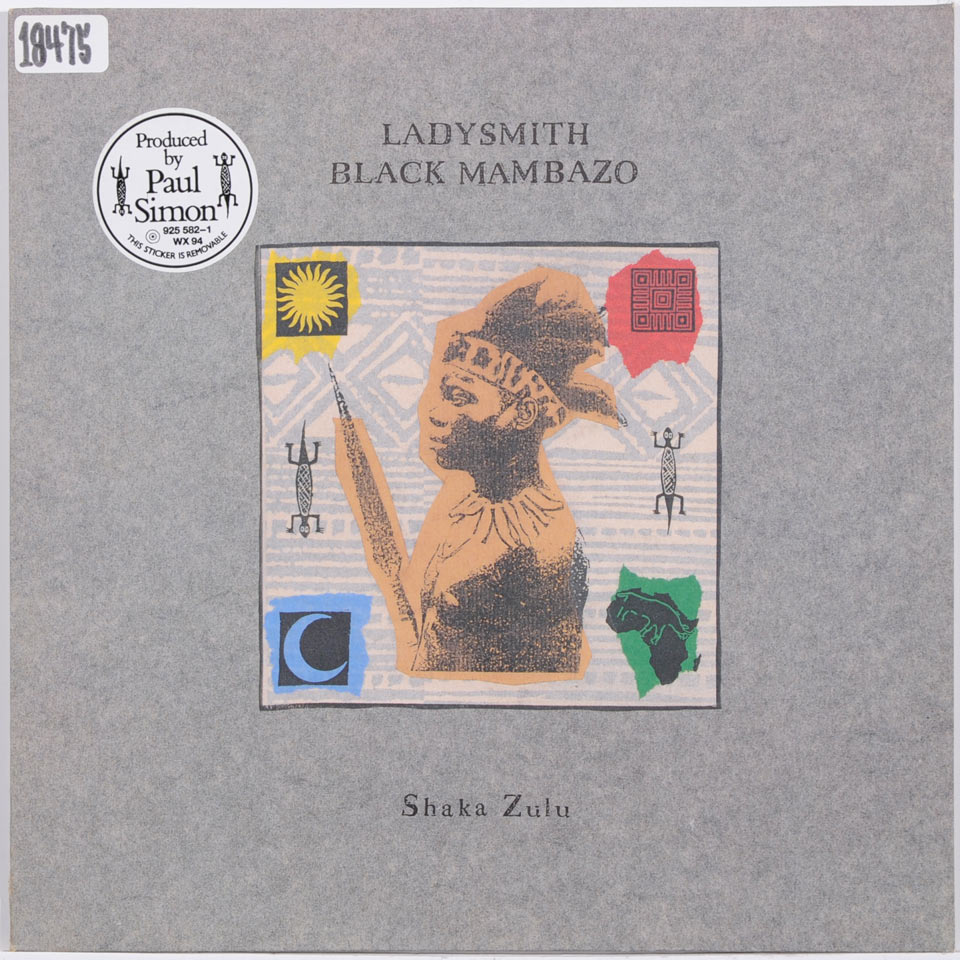 18475
Produced
by
Paul
Simon
925 582-1
WX 94
THIS STICKER IS REMOVABLE
LADYSMITH
BLACK MAMBAZO
Shaka Zulu